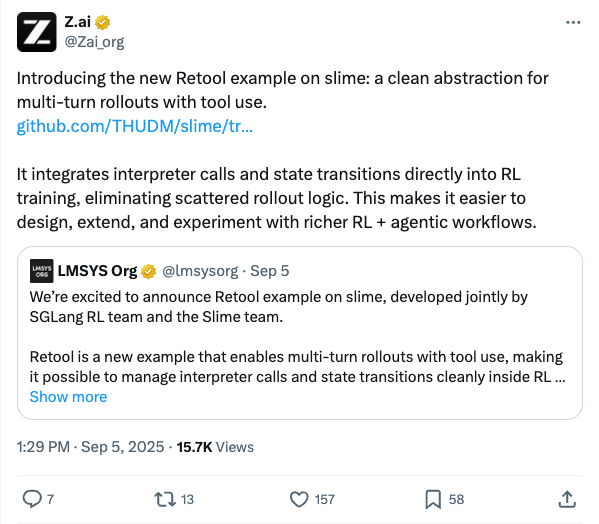 Z.ai
@Zai_org
Introducing the new Retool example on slime: a clean abstraction for
multi-turn rollouts with tool use.
github.com/THUDM/slime/tr...
It integrates interpreter calls and state transitions directly into RL
training, eliminating scattered rollout logic. This makes it easier to
design, extend, and experiment with richer RL + agentic workflows.
LMSYS ORG
LMSYS Org @lmsysorg · Sep 5
We're excited to announce Retool example on slime, developed jointly by
SGLang RL team and the Slime team.
Retool is a new example that enables multi-turn rollouts with tool use, making
it possible to manage interpreter calls and state transitions cleanly inside RL ...
Show more
1:29 PM · Sep 5, 2025 · 15.7K Views
7 13 157 58